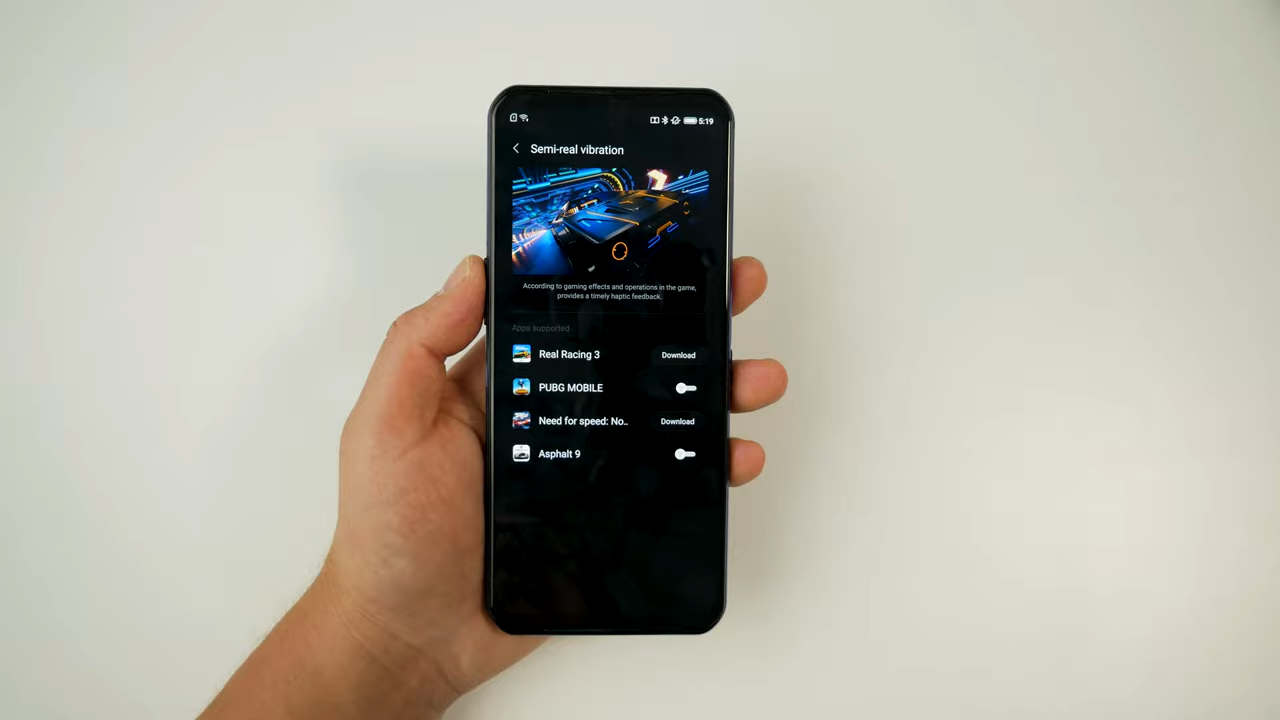 5:19
Semi-real vibration
According to gaming effects and operations in the game,
provides a timely haptic feedback.
Apps supported
Real Racing 3 Download
PUBG MOBILE
Need for speed: No.. Download
Asphalt 9